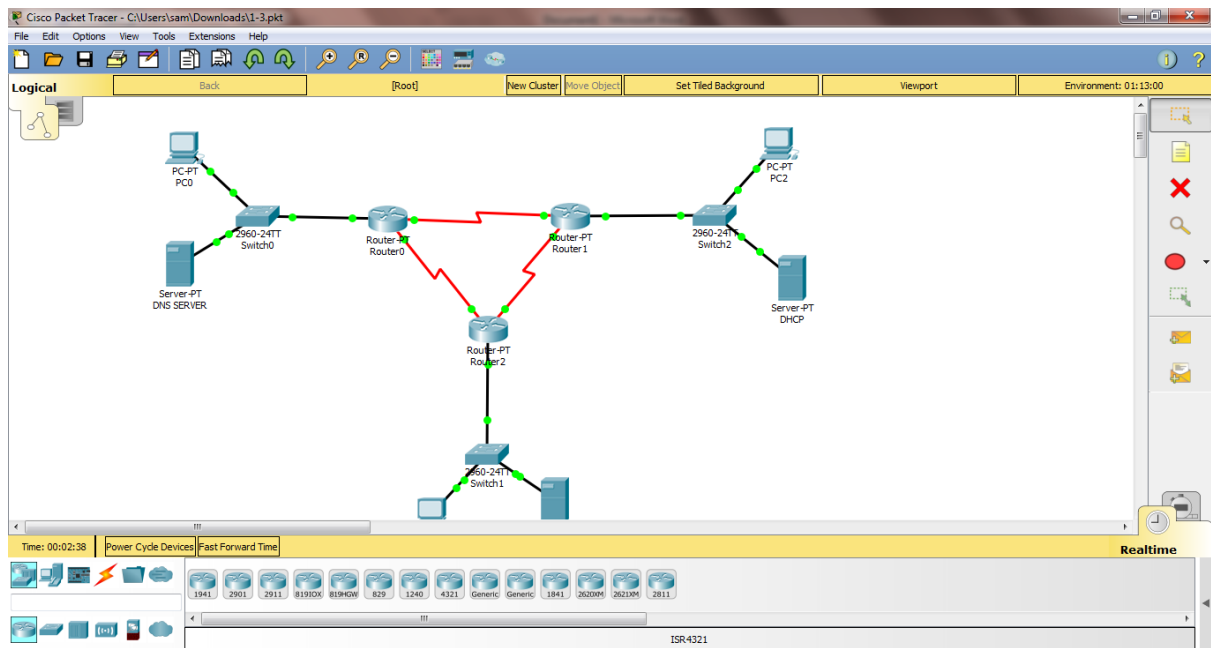 Cisco Packet Tracer - C:\Users\sam\Downloads\1-3.pkt
File Edit Options View Tools Extensions Help
Logical Back [Root] New Cluster Move Object Set Tiled Background Viewport Environment: 01:13:00
PC-PT
PC0
2960-24TT
Switch0
Server-PT
DNS SERVER
Router-PT
Router0
Router-PT
Router1
PC-PT
PC2
2960-24TT
Switch2
Server-PT
DHCP
Router-PT
Router2
2960-24TT
Switch1
Time: 00:02:38 Power Cycle Devices Fast Forward Time Realtime
1941 2901 2911 819IOX 819HGW 829 1240 4321 Generic Generic 1841 2620XM 2621XM 2811
ISR4321